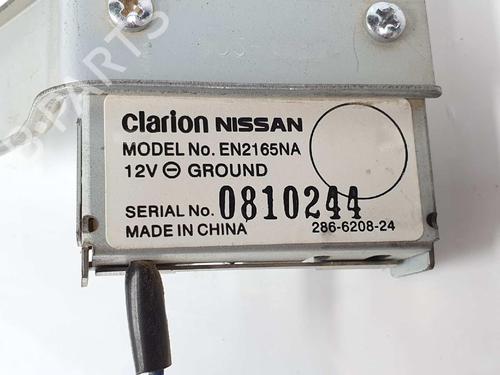 clarion NISSAN
MODEL No. EN2165NA
12V ⊖ GROUND
SERIAL No. 0810244
MADE IN CHINA 286-6208-24